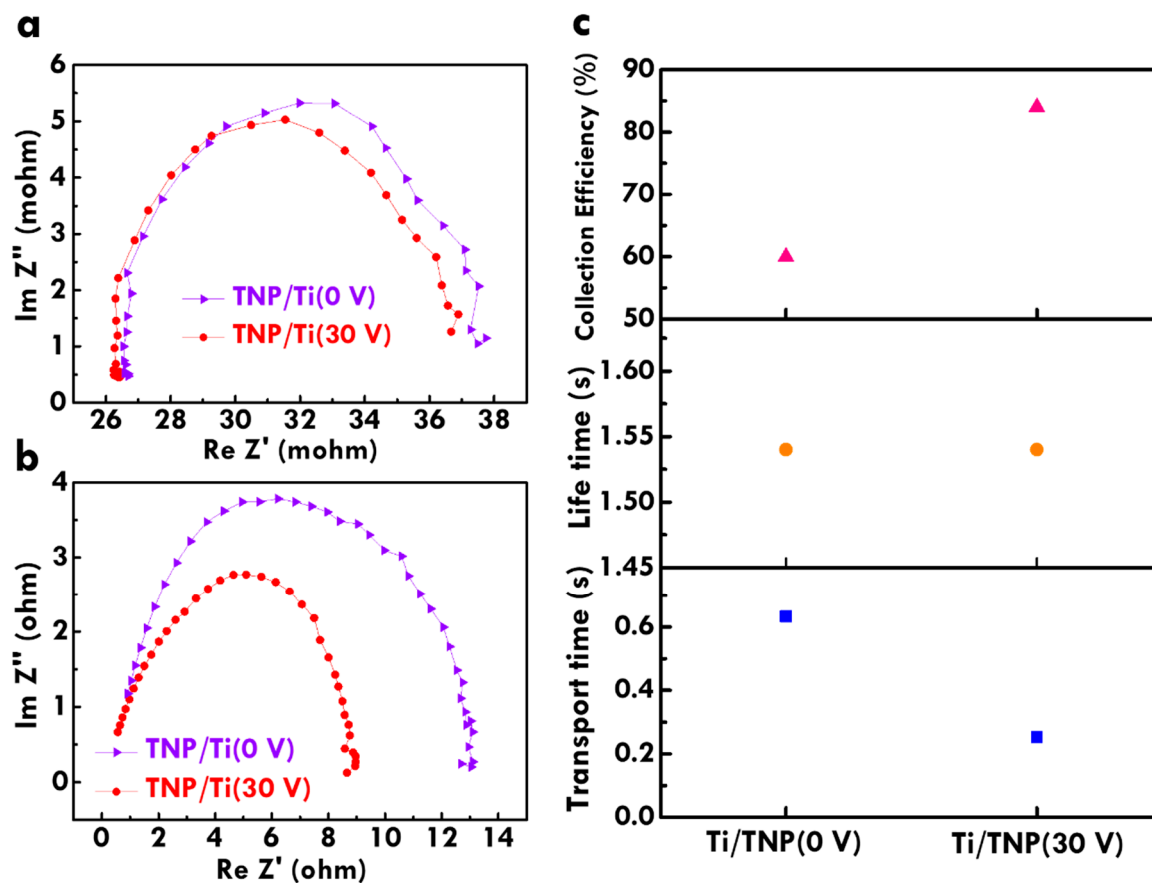 a
6
5
4
3
2
1
0
Im Z" (mohm)
TNP/Ti(0 V)
TNP/Ti(30 V)
26 28 30 32 34 36 38
Re Z' (mohm)
b
4
3
2
1
0
Im Z" (ohm)
TNP/Ti(0 V)
TNP/Ti(30 V)
0 2 4 6 8 10 12 14
Re Z' (ohm)
c
90
80
70
60
50
Collection Efficiency (%)
1.60
1.55
1.50
1.45
Life time (s)
0.6
0.4
0.2
0.0
Transport time (s)
Ti/TNP(0 V) Ti/TNP(30 V)